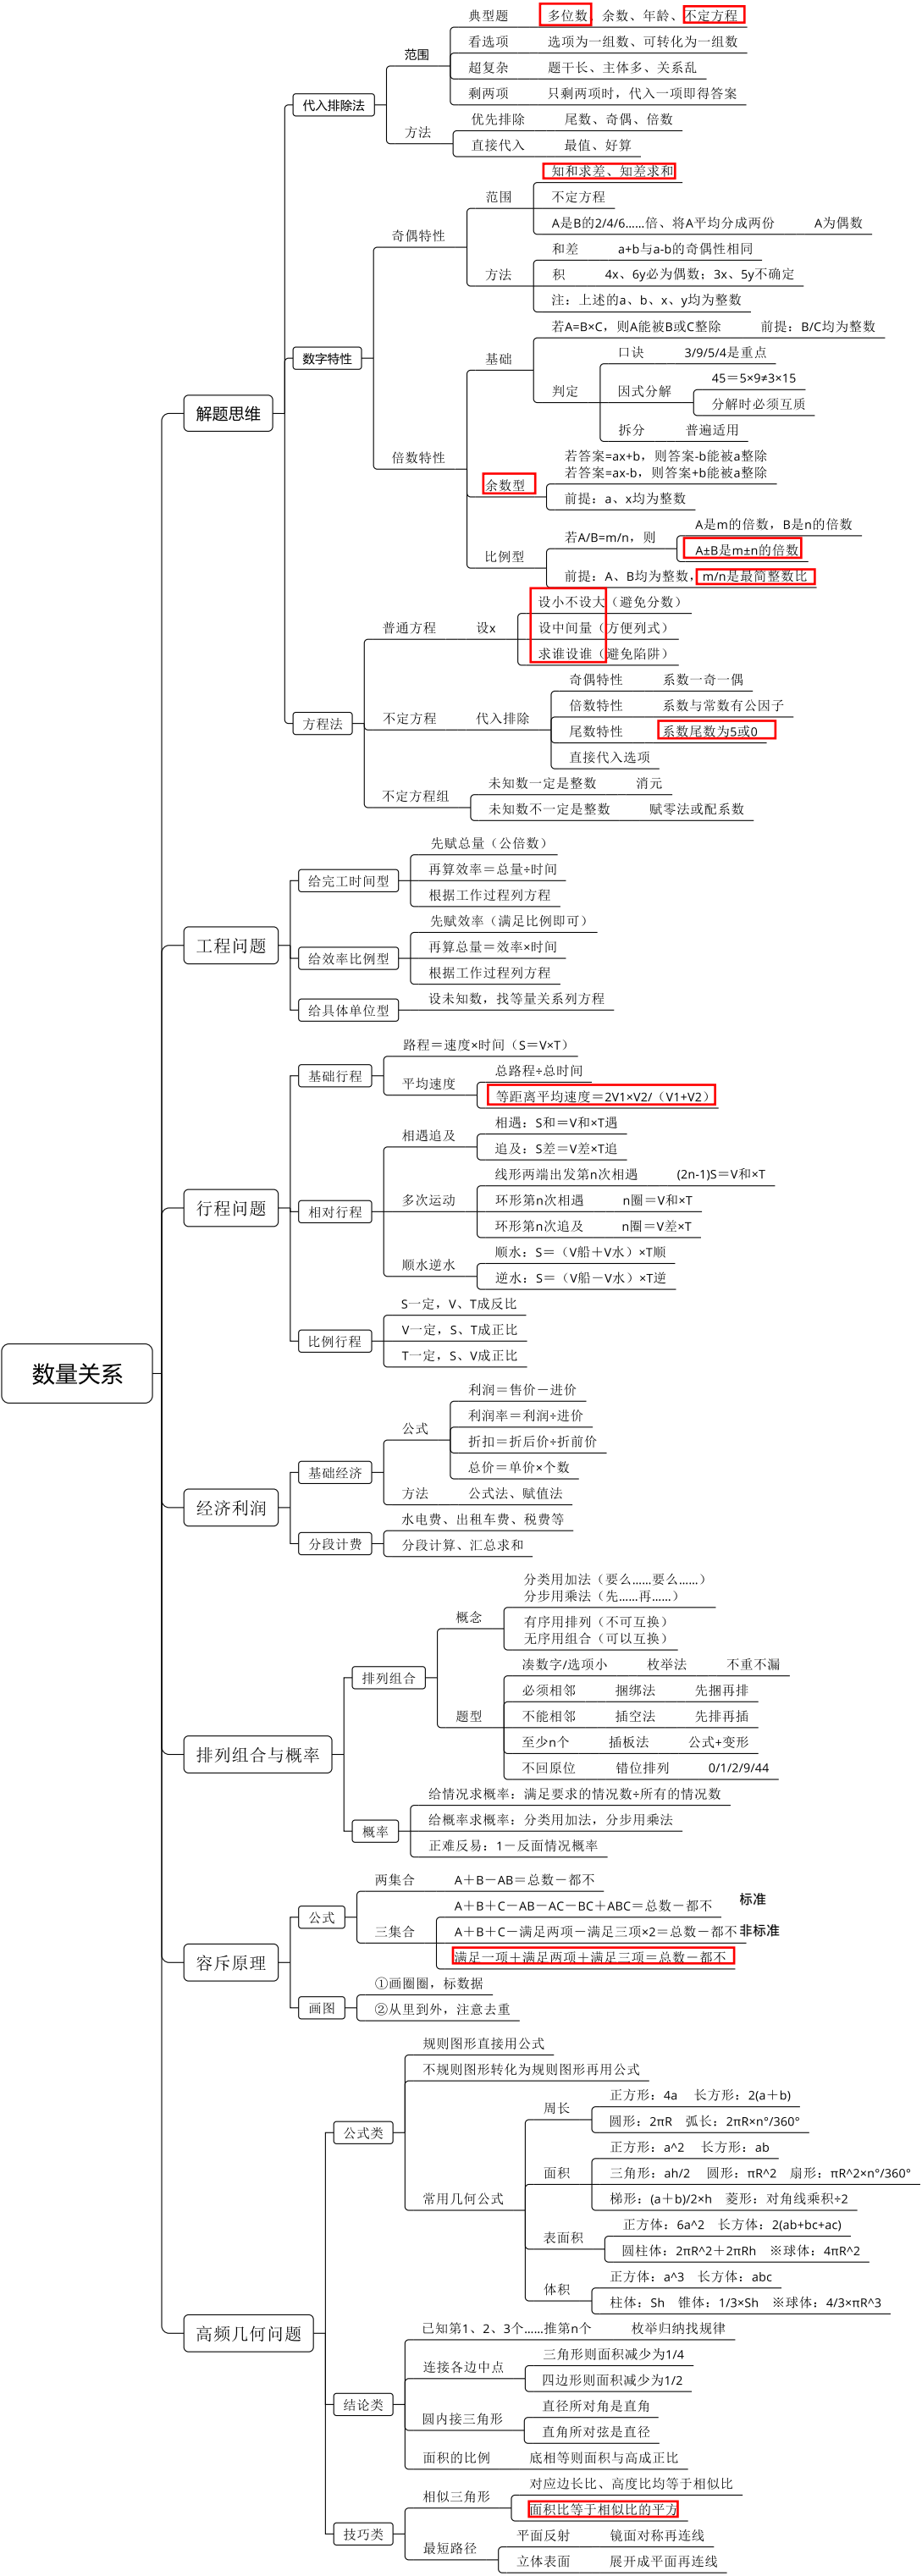 数量关系
解题思维
代入排除法
范围
典型题
多位数、余数、年龄、不定方程
看选项
选项为一组数、可转化为一组数
超复杂
题干长、主体多、关系乱
剩两项
只剩两项时，代入一项即得答案
方法
优先排除
尾数、奇偶、倍数
直接代入
最值、好算
数字特性
奇偶特性
范围
知和求差、知差求和
不定方程
A是B的2/4/6……倍、将A平均分成两份
A为偶数
方法
和差
a+b与a-b的奇偶性相同
积
4x、6y必为偶数；3x、5y不确定
注：上述的a、b、x、y均为整数
倍数特性
基础
若A=B×C，则A能被B或C整除
前提：B/C均为整数
判定
口诀
3/9/5/4是重点
因式分解
45＝5×9≠3×15
分解时必须互质
拆分
普遍适用
余数型
若答案=ax+b，则答案-b能被a整除
若答案=ax-b，则答案+b能被a整除
前提：a、x均为整数
比例型
若A/B=m/n，则
A是m的倍数，B是n的倍数
A±B是m±n的倍数
前提：A、B均为整数，m/n是最简整数比
方程法
普通方程
设x
设小不设大（避免分数）
设中间量（方便列式）
求谁设谁（避免陷阱）
不定方程
代入排除
奇偶特性
系数一奇一偶
倍数特性
系数与常数有公因子
尾数特性
系数尾数为5或0
直接代入选项
不定方程组
未知数一定是整数
消元
未知数不一定是整数
赋零法或配系数
工程问题
给完工时间型
先赋总量（公倍数）
再算效率＝总量÷时间
根据工作过程列方程
给效率比例型
先赋效率（满足比例即可）
再算总量＝效率×时间
根据工作过程列方程
给具体单位型
设未知数，找等量关系列方程
行程问题
基础行程
路程＝速度×时间（S＝V×T）
平均速度
总路程÷总时间
等距离平均速度＝2V1×V2/（V1+V2）
相对行程
相遇追及
相遇：S和＝V和×T遇
追及：S差＝V差×T追
多次运动
线形两端出发第n次相遇
(2n-1)S＝V和×T
环形第n次相遇
n圈＝V和×T
环形第n次追及
n圈＝V差×T
顺水逆水
顺水：S＝（V船＋V水）×T顺
逆水：S＝（V船－V水）×T逆
比例行程
S一定，V、T成反比
V一定，S、T成正比
T一定，S、V成正比
经济利润
基础经济
公式
利润＝售价－进价
利润率＝利润÷进价
折扣＝折后价÷折前价
总价＝单价×个数
方法
公式法、赋值法
分段计费
水电费、出租车费、税费等
分段计算、汇总求和
排列组合与概率
排列组合
概念
分类用加法（要么……要么……）
分步用乘法（先……再……）
有序用排列（不可互换）
无序用组合（可以互换）
题型
凑数字/选项小
枚举法
不重不漏
必须相邻
捆绑法
先捆再排
不能相邻
插空法
先排再插
至少n个
插板法
公式+变形
不回原位
错位排列
0/1/2/9/44
概率
给情况求概率：满足要求的情况数÷所有的情况数
给概率求概率：分类用加法，分步用乘法
正难反易：1－反面情况概率
容斥原理
公式
两集合
A＋B－AB＝总数－都不
三集合
A＋B＋C－AB－AC－BC＋ABC＝总数－都不
标准
A＋B＋C－满足两项－满足三项×2＝总数－都不
非标准
满足一项＋满足两项＋满足三项＝总数－都不
画图
①画圈圈，标数据
②从里到外，注意去重
高频几何问题
公式类
规则图形直接用公式
不规则图形转化为规则图形再用公式
常用几何公式
周长
正方形：4a 长方形：2(a＋b)
圆形：2πR 弧长：2πR×n°/360°
面积
正方形：a^2 长方形：ab
三角形：ah/2 圆形：πR^2 扇形：πR^2×n°/360°
梯形：(a＋b)/2×h 菱形：对角线乘积÷2
表面积
正方体：6a^2 长方体：2(ab+bc+ac)
圆柱体：2πR^2＋2πRh ※球体：4πR^2
体积
正方体：a^3 长方体：abc
柱体：Sh 锥体：1/3×Sh ※球体：4/3×πR^3
结论类
已知第1、2、3个……推第n个
枚举归纳找规律
连接各边中点
三角形则面积减少为1/4
四边形则面积减少为1/2
圆内接三角形
直径所对角是直角
直角所对弦是直径
面积的比例
底相等则面积与高成正比
技巧类
相似三角形
对应边长比、高度比均等于相似比
面积比等于相似比的平方
最短路径
平面反射
镜面对称再连线
立体表面
展开成平面再连线